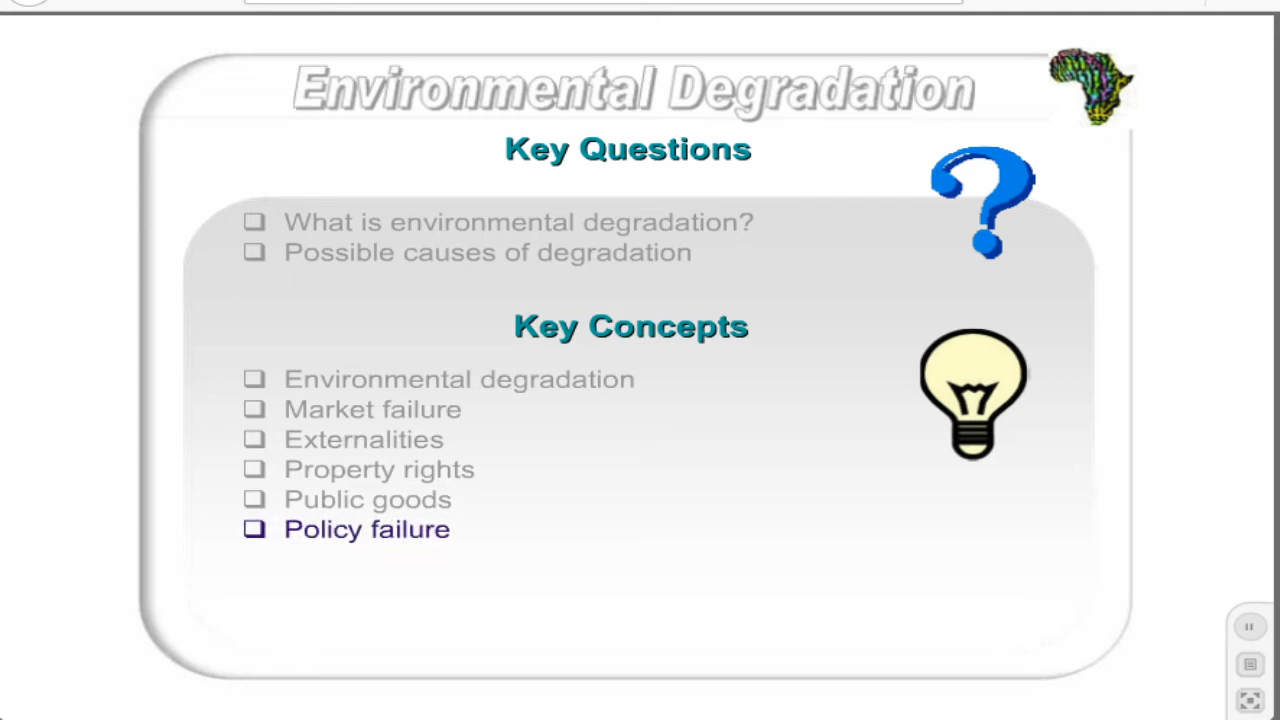 Environmental Degradation
Key Questions
❑ What is environmental degradation?
❑ Possible causes of degradation
Key Concepts
❑ Environmental degradation
❑ Market failure
❑ Externalities
❑ Property rights
❑ Public goods
❑ Policy failure